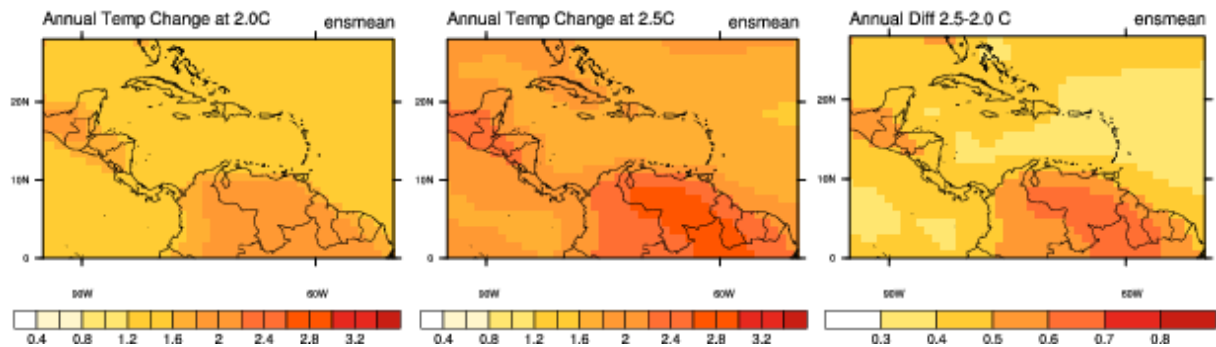 Annual Temp Change at 2.0C ensmean
20N
10N
0
90W 60W
0.4 0.8 1.2 1.6 2 2.4 2.8 3.2
Annual Temp Change at 2.5C ensmean
20N
10N
0
90W 60W
0.4 0.8 1.2 1.6 2 2.4 2.8 3.2
Annual Diff 2.5-2.0 C ensmean
20N
10N
0
90W 60W
0.3 0.4 0.5 0.6 0.7 0.8